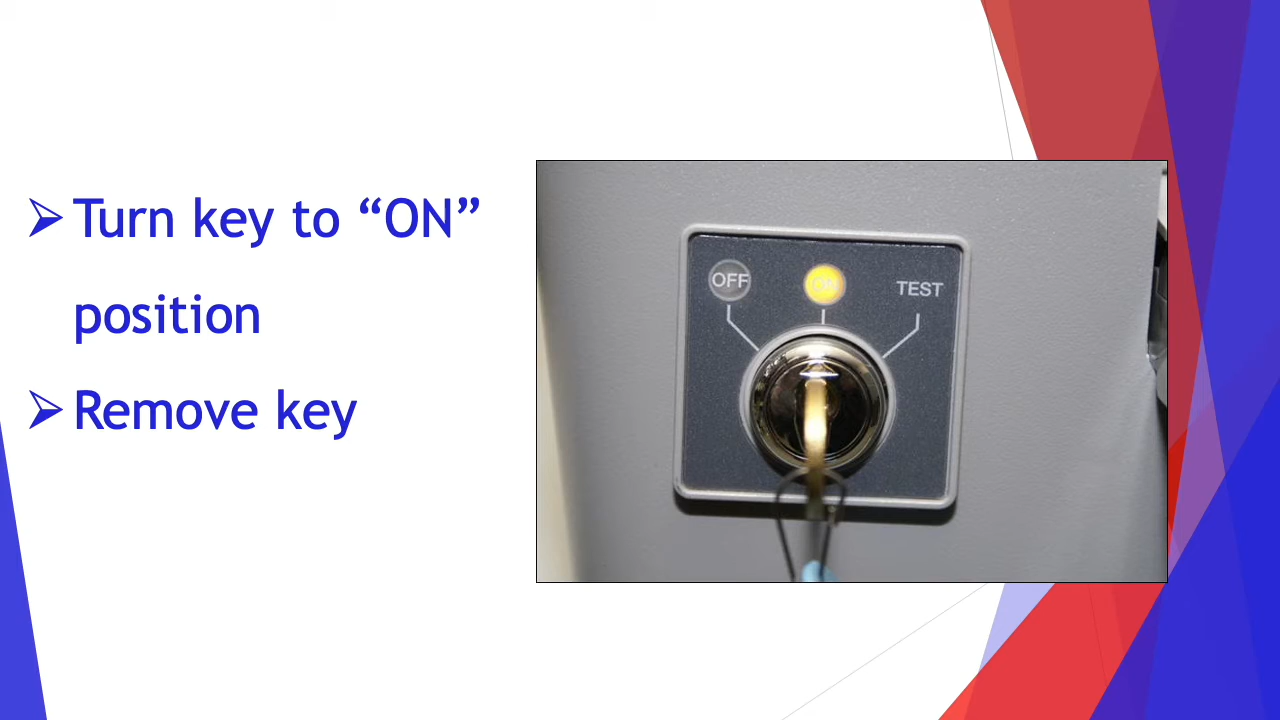 Turn key to “ON”
position
Remove key
OFF
ON
TEST